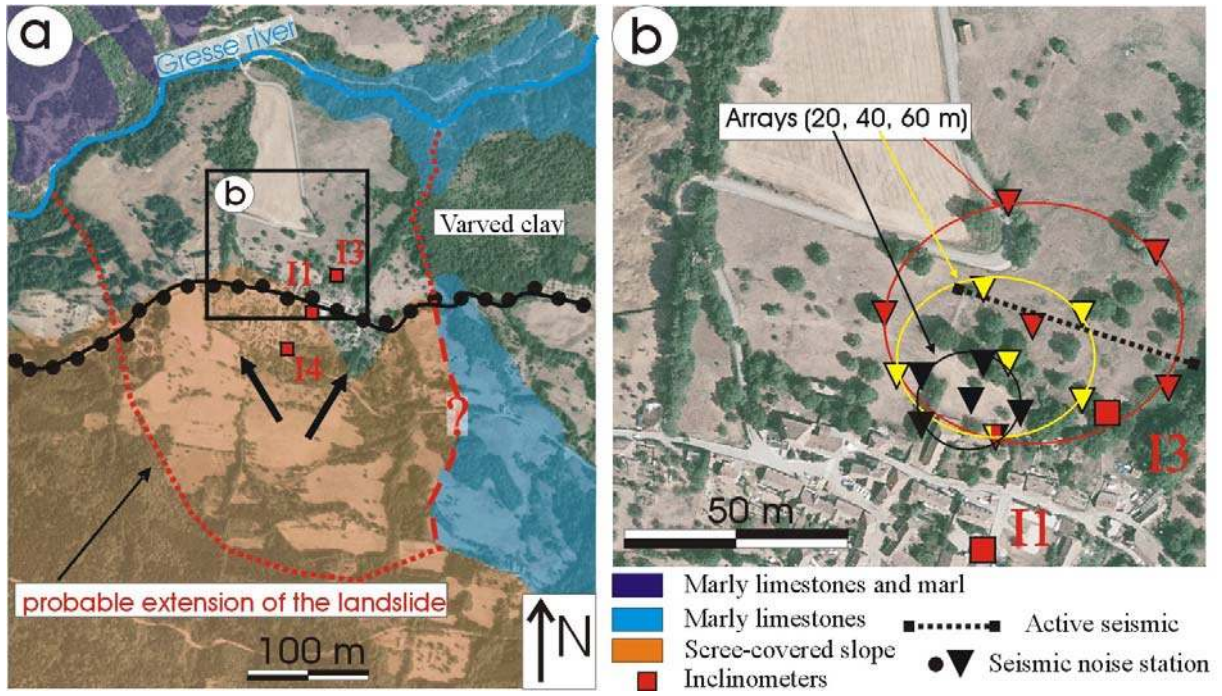 a
Gresse river
b
Varved clay
I3
I1
I4
?
probable extension of the landslide
100 m
N
b
Arrays (20, 40, 60 m)
I3
50 m
I1
Marly limestones and marl
Marly limestones
Scree-covered slope
Inclinometers
Active seismic
Seismic noise station